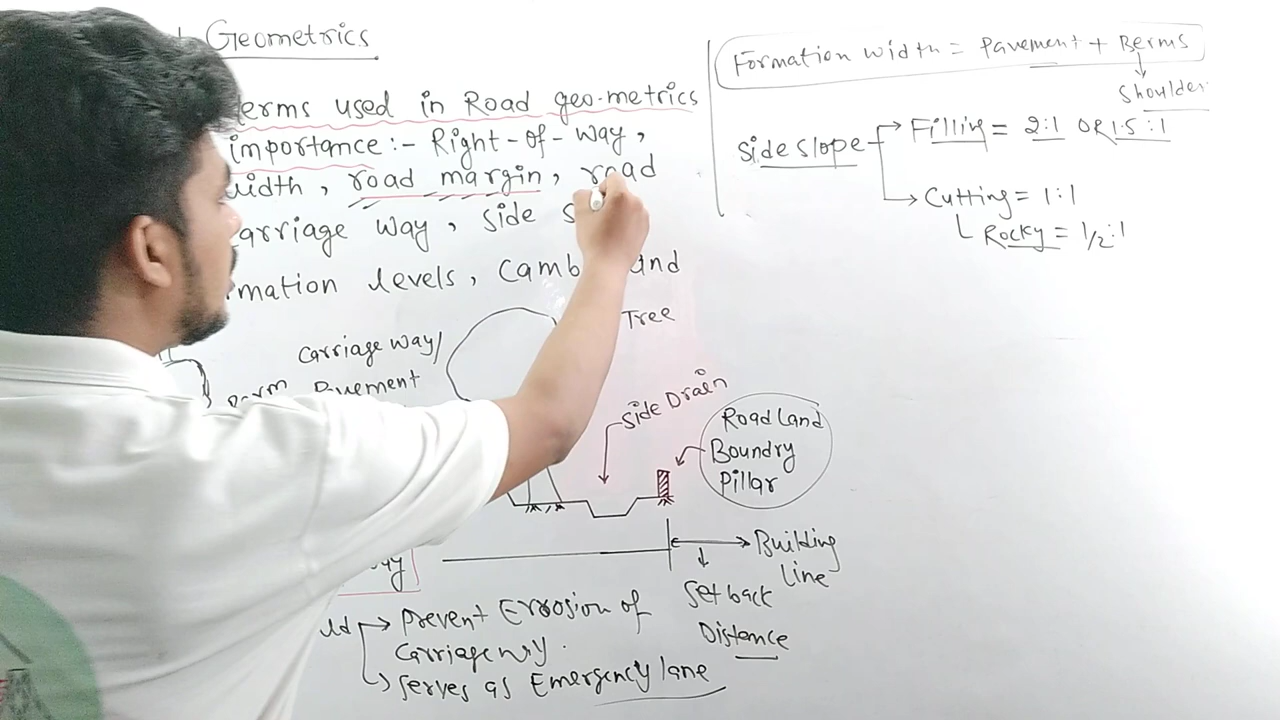 Geometrics
terms used in Road geo-metrics
importance :- Right-of-way,
width, road margin, road
carriage way, side
rmation levels, Camb and
Carriage way/
Pavement
Tree
Side Drain
Road Land
Boundry
Pillar
Building
Line
Set back
Distance
Prevent Errosion of
Carriagewy.
Serves as Emergency lane
Formation width = Pavement + Berms
Shoulder
Side slope
Filling = 2:1 OR 1.5:1
Cutting = 1:1
Rocky = 1/2:1